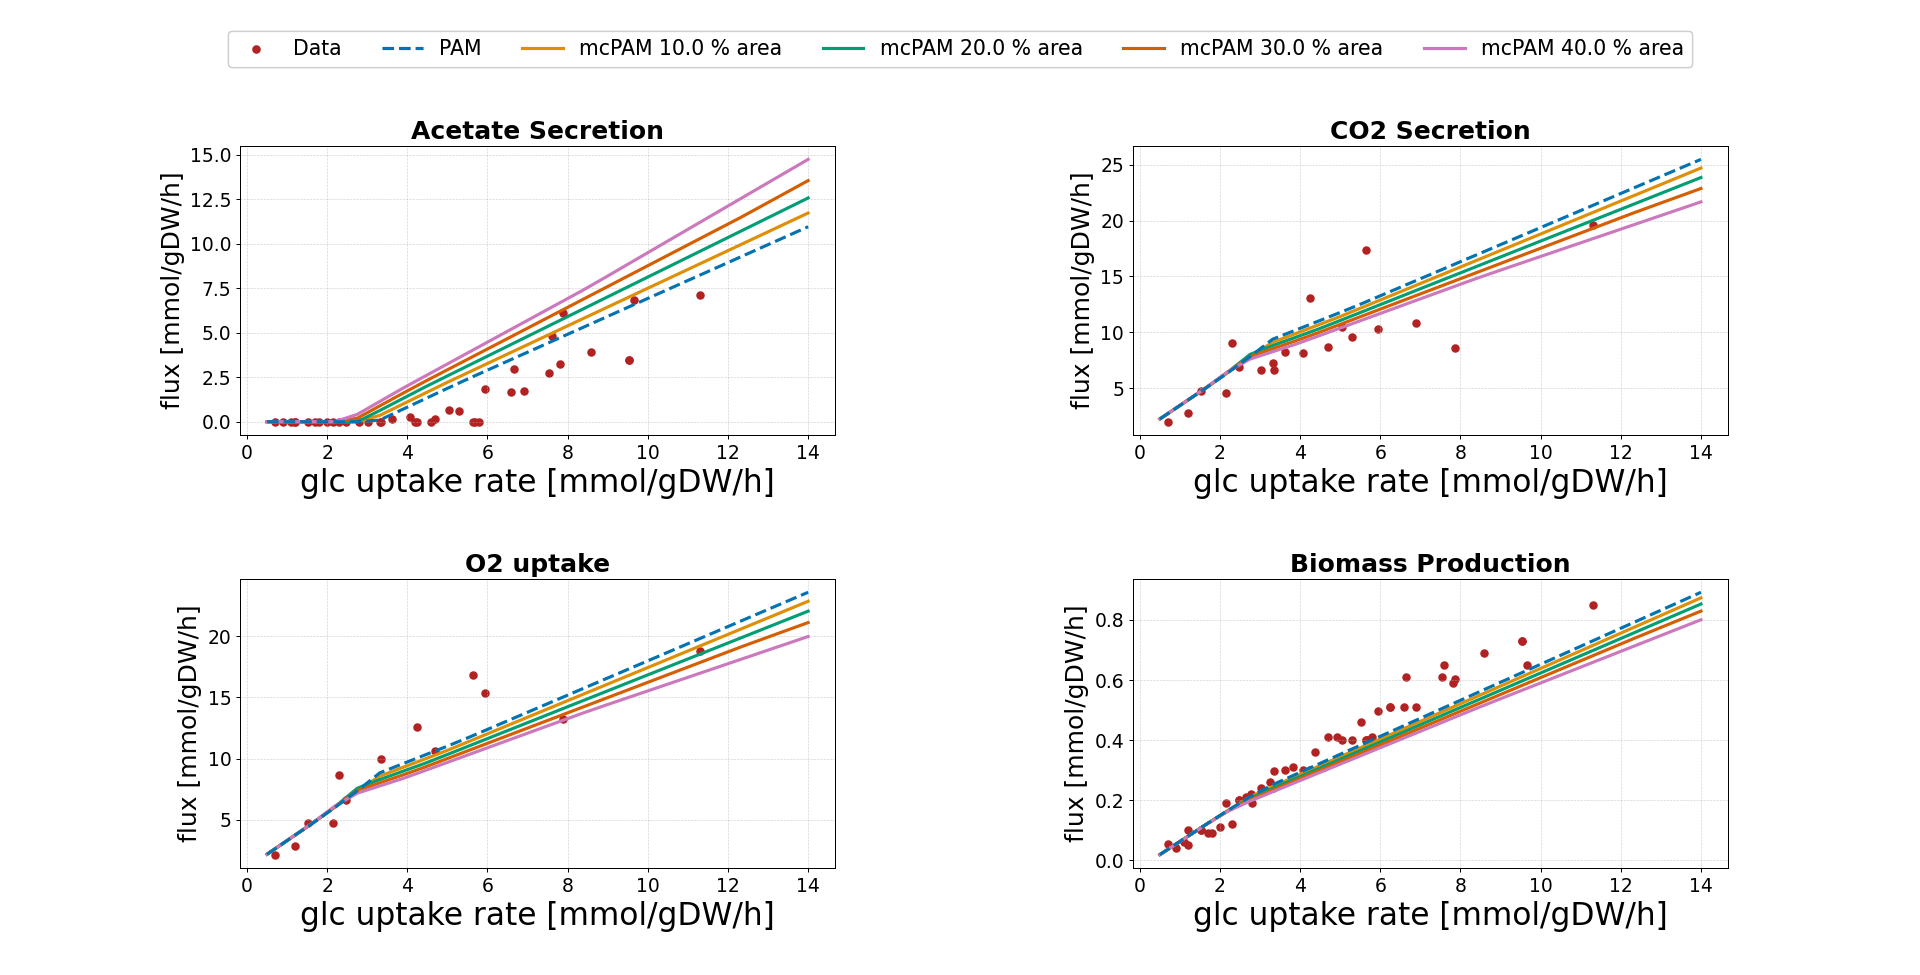 Data PAM mcPAM 10.0 % area mcPAM 20.0 % area mcPAM 30.0 % area mcPAM 40.0 % area
Acetate Secretion
flux [mmol/gDW/h]
15.0
12.5
10.0
7.5
5.0
2.5
0.0
0 2 4 6 8 10 12 14
glc uptake rate [mmol/gDW/h]
CO2 Secretion
flux [mmol/gDW/h]
25
20
15
10
5
0 2 4 6 8 10 12 14
glc uptake rate [mmol/gDW/h]
O2 uptake
flux [mmol/gDW/h]
20
15
10
5
0 2 4 6 8 10 12 14
glc uptake rate [mmol/gDW/h]
Biomass Production
flux [mmol/gDW/h]
0.8
0.6
0.4
0.2
0.0
0 2 4 6 8 10 12 14
glc uptake rate [mmol/gDW/h]